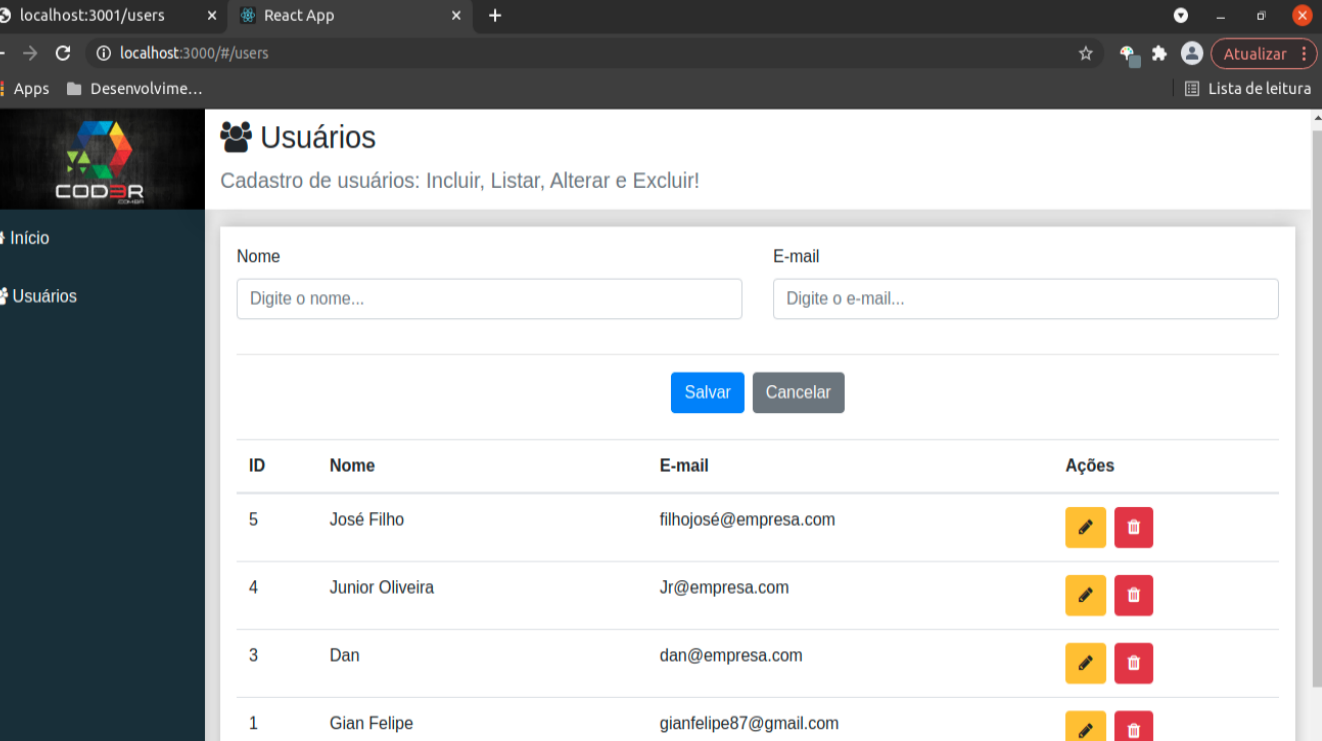 localhost:3001/users
React App
localhost:3000/#/users
Atualizar
Apps
Desenvolvime...
Lista de leitura
COD3R
Usuários
Cadastro de usuários: Incluir, Listar, Alterar e Excluir!
Início
Usuários
Nome E-mail
Digite o nome... Digite o e-mail...
Salvar Cancelar
ID Nome E-mail Ações
5 José Filho filhojosé@empresa.com
4 Junior Oliveira Jr@empresa.com
3 Dan dan@empresa.com
1 Gian Felipe gianfelipe87@gmail.com